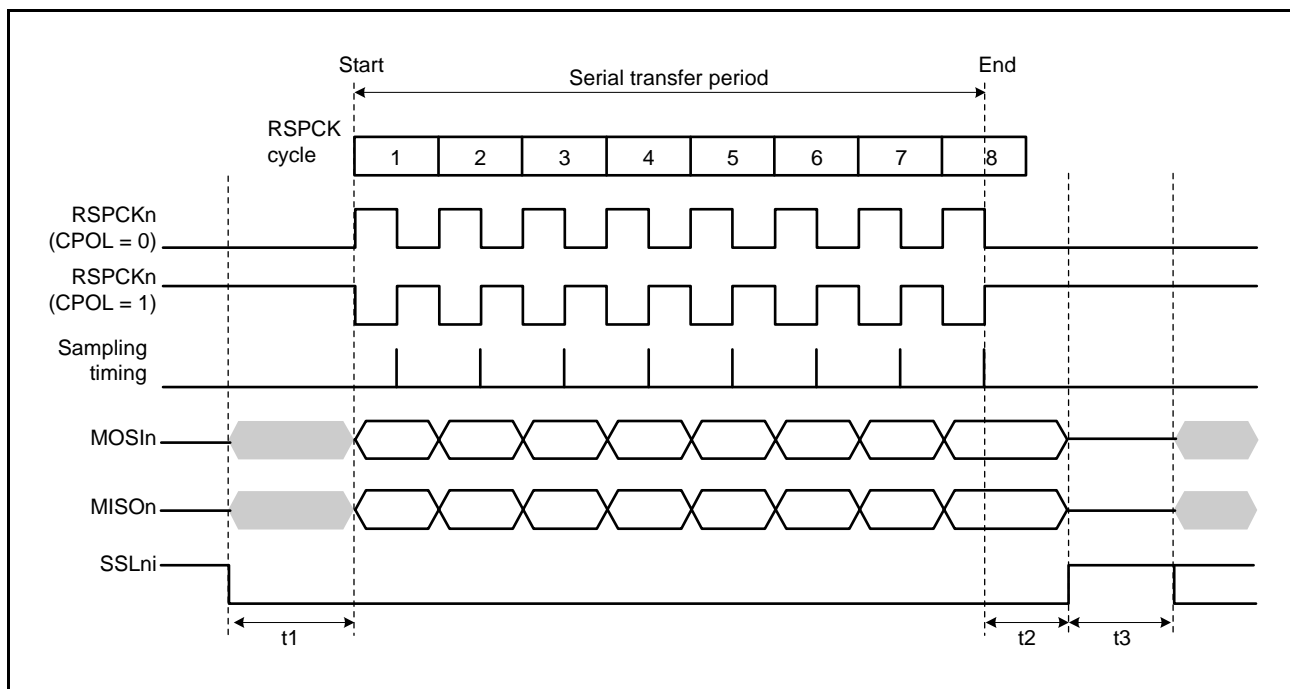 Start
Serial transfer period
End
RSPCK
cycle
1 2 3 4 5 6 7 8
RSPCKn
(CPOL = 0)
RSPCKn
(CPOL = 1)
Sampling
timing
MOSIn
MISOn
SSLni
t1
t2
t3